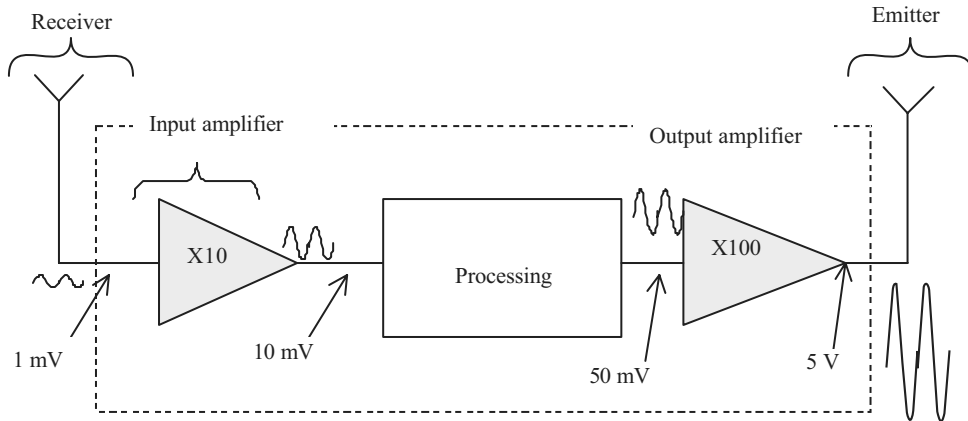 Receiver
Emitter
Input amplifier
Output amplifier
X10
Processing
X100
1 mV
10 mV
50 mV
5 V